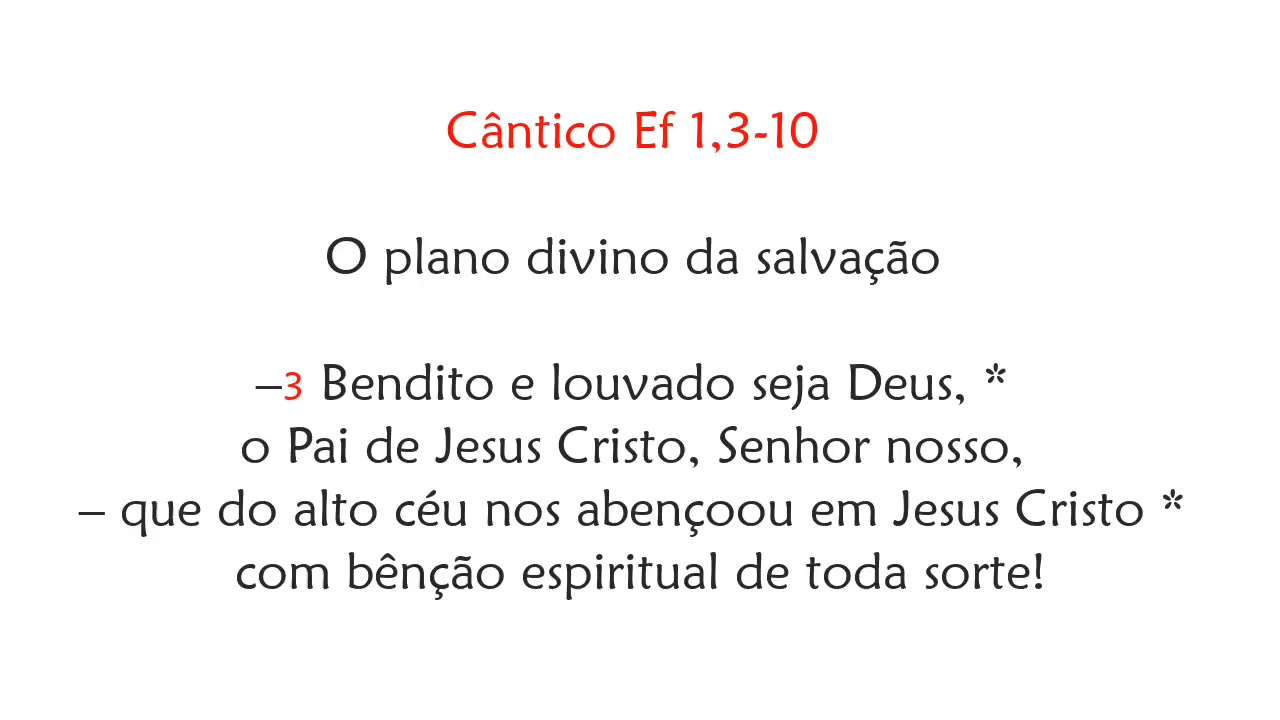 Cântico Ef 1,3-10
O plano divino da salvação
–3 Bendito e louvado seja Deus, *
o Pai de Jesus Cristo, Senhor nosso,
– que do alto céu nos abençoou em Jesus Cristo *
com bênção espiritual de toda sorte!